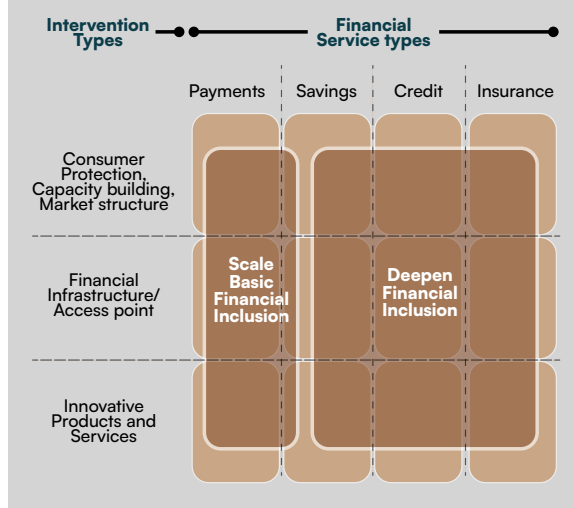 Intervention
Types
Financial
Service types
Payments
Savings
Credit
Insurance
Consumer
Protection,
Capacity building,
Market structure
Financial
Infrastructure/
Access point
Scale
Basic
Financial
Inclusion
Deepen
Financial
Inclusion
Innovative
Products and
Services